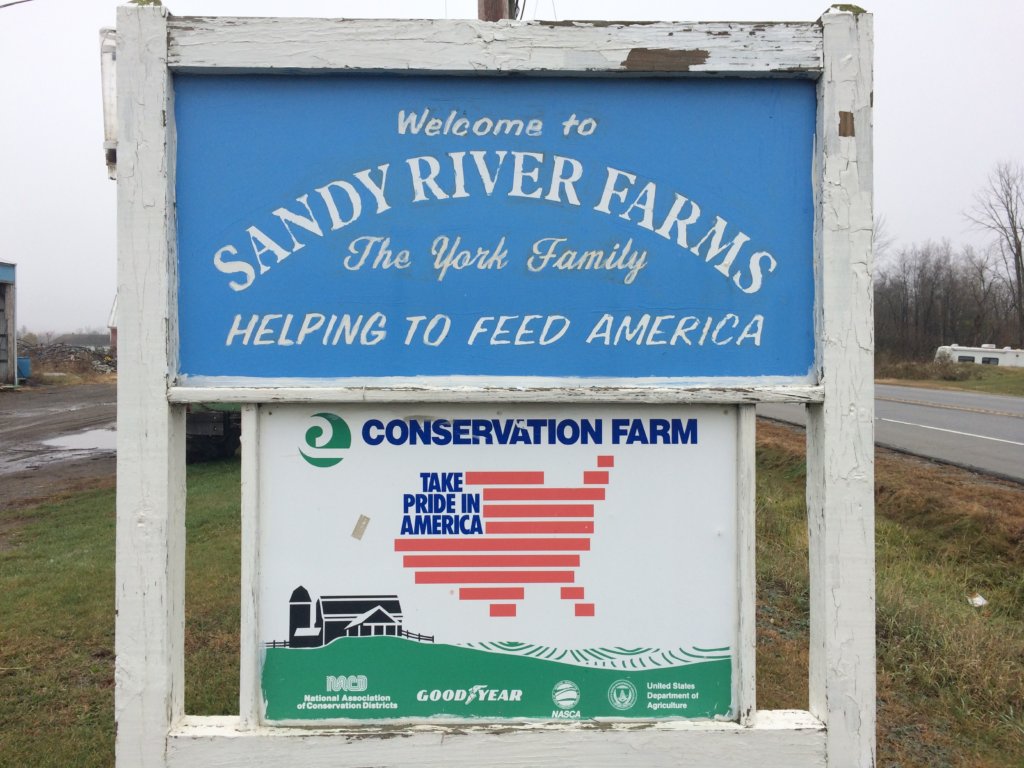 Welcome to
SANDY RIVER FARMS
The York Family
HELPING TO FEED AMERICA
CONSERVATION FARM
TAKE
PRIDE IN
AMERICA
NACD
National Association
of Conservation Districts
GOODYEAR
NASCA
United States
Department of
Agriculture